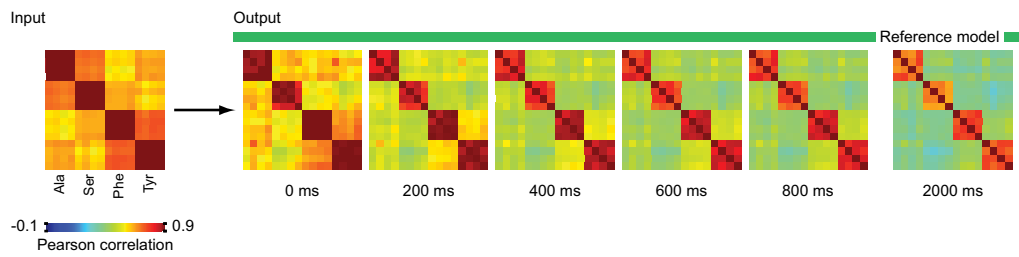 Input
Output
Reference model
Ala Ser Phe Tyr
0 ms 200 ms 400 ms 600 ms 800 ms 2000 ms
-0.1 0.9
Pearson correlation